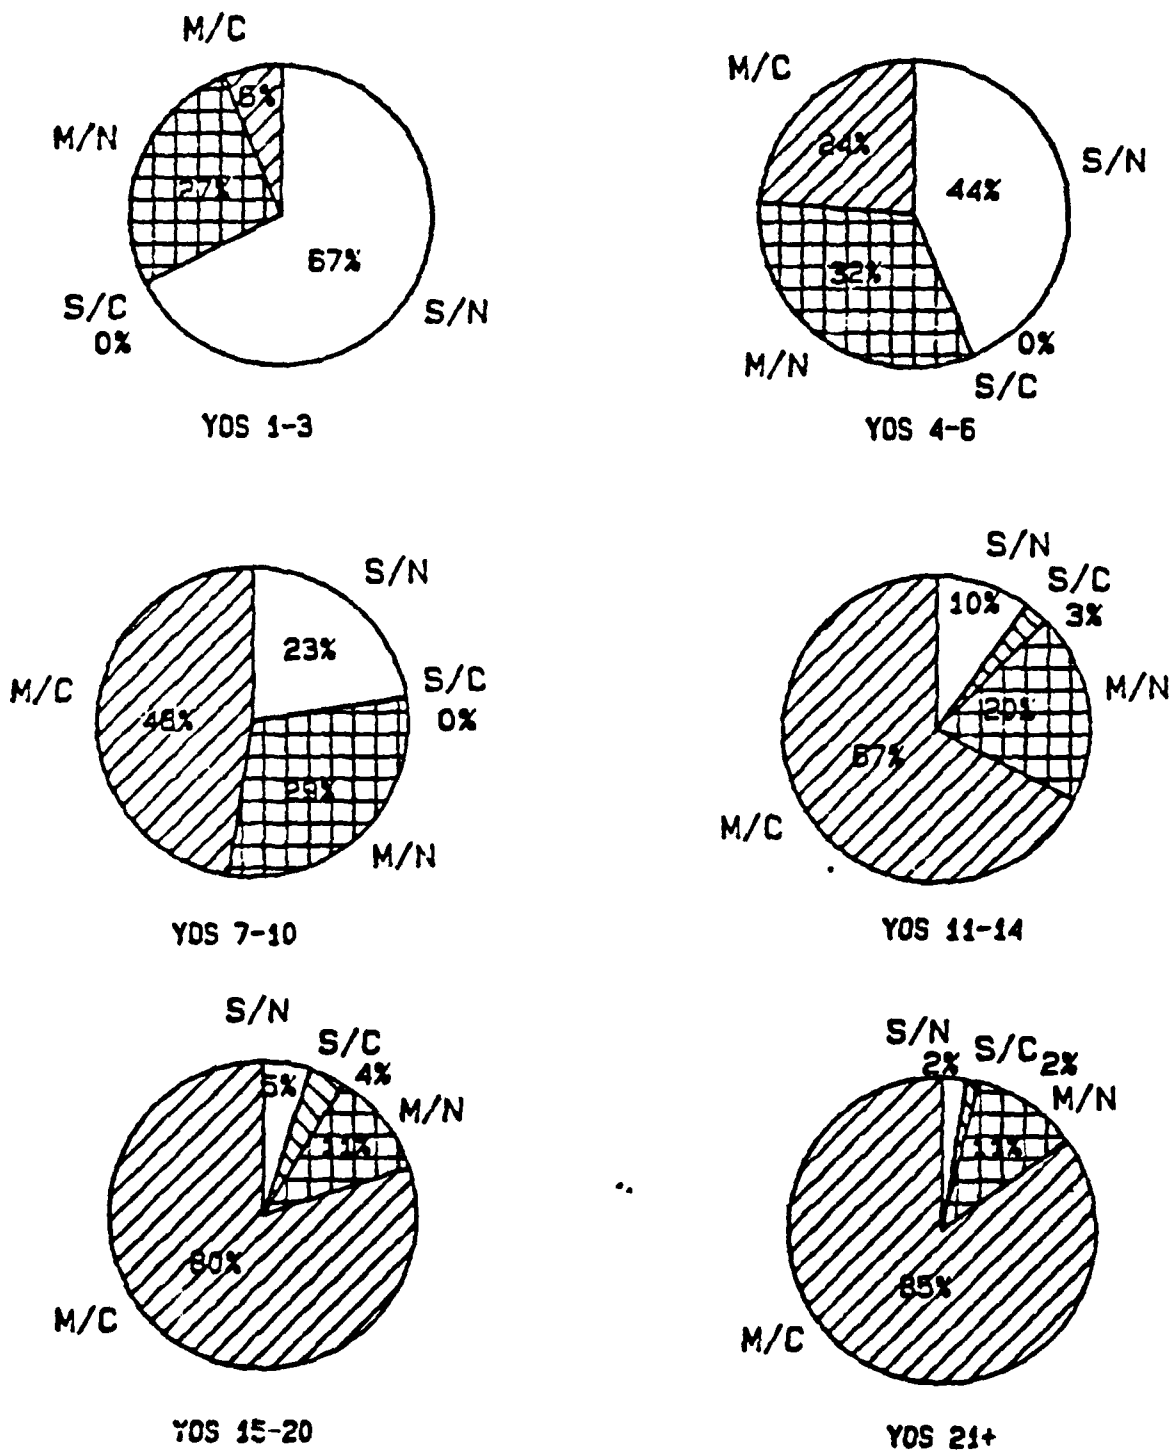 M/C
6%
M/N
27%
67%
S/C
0%
S/N
YOS 1-3
M/C
24%
S/N
44%
32%
0%
M/N
S/C
YOS 4-6
S/N
23%
M/C
S/C
48%
0%
29%
M/N
YOS 7-10
S/N
S/C
10%
3%
M/N
20%
67%
M/C
YOS 11-14
S/N
S/C
5%
4%
M/N
11%
80%
M/C
YOS 15-20
S/N
2%
S/C 2%
M/N
11%
85%
M/C
YOS 21+